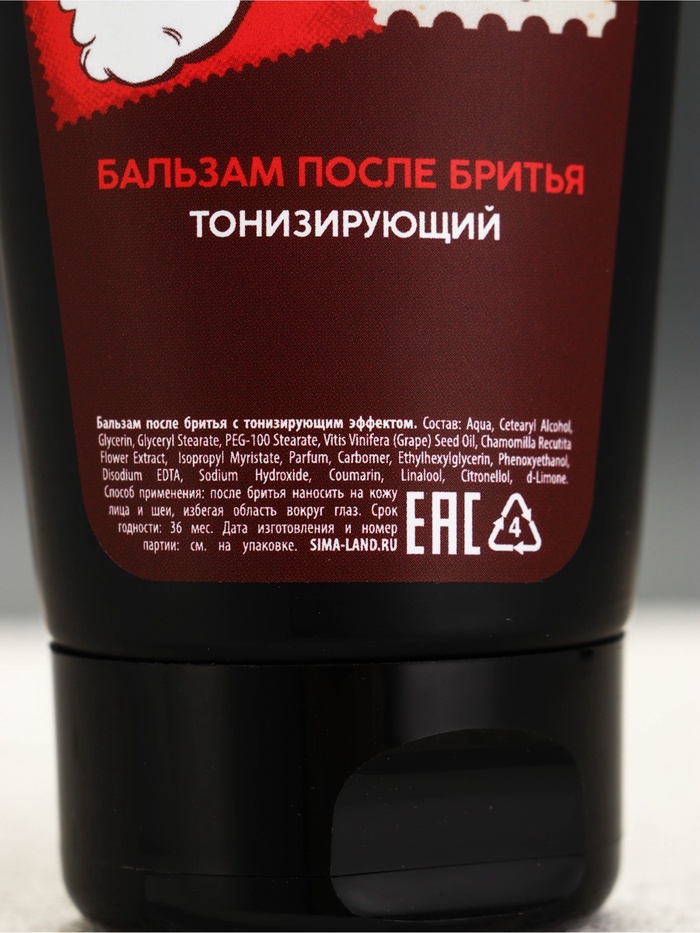 БАЛЬЗАМ ПОСЛЕ БРИТЬЯ
ТОНИЗИРУЮЩИЙ
Бальзам после бритья с тонизирующим эффектом. Состав: Aqua, Cetearyl Alcohol,
Glycerin, Glyceryl Stearate, PEG-100 Stearate, Vitis Vinifera (Grape) Seed Oil, Chamomilla Recutita
Flower Extract, Isopropyl Myristate, Parfum, Carbomer, Ethylhexylglycerin, Phenoxyethanol,
Disodium EDTA, Sodium Hydroxide, Coumarin, Linalool, Citronellol, d-Limone.
Способ применения: после бритья наносить на кожу
лица и шеи, избегая область вокруг глаз. Срок
годности: 36 мес. Дата изготовления и номер
партии: см. на упаковке. SIMA-LAND.RU
EAC 4